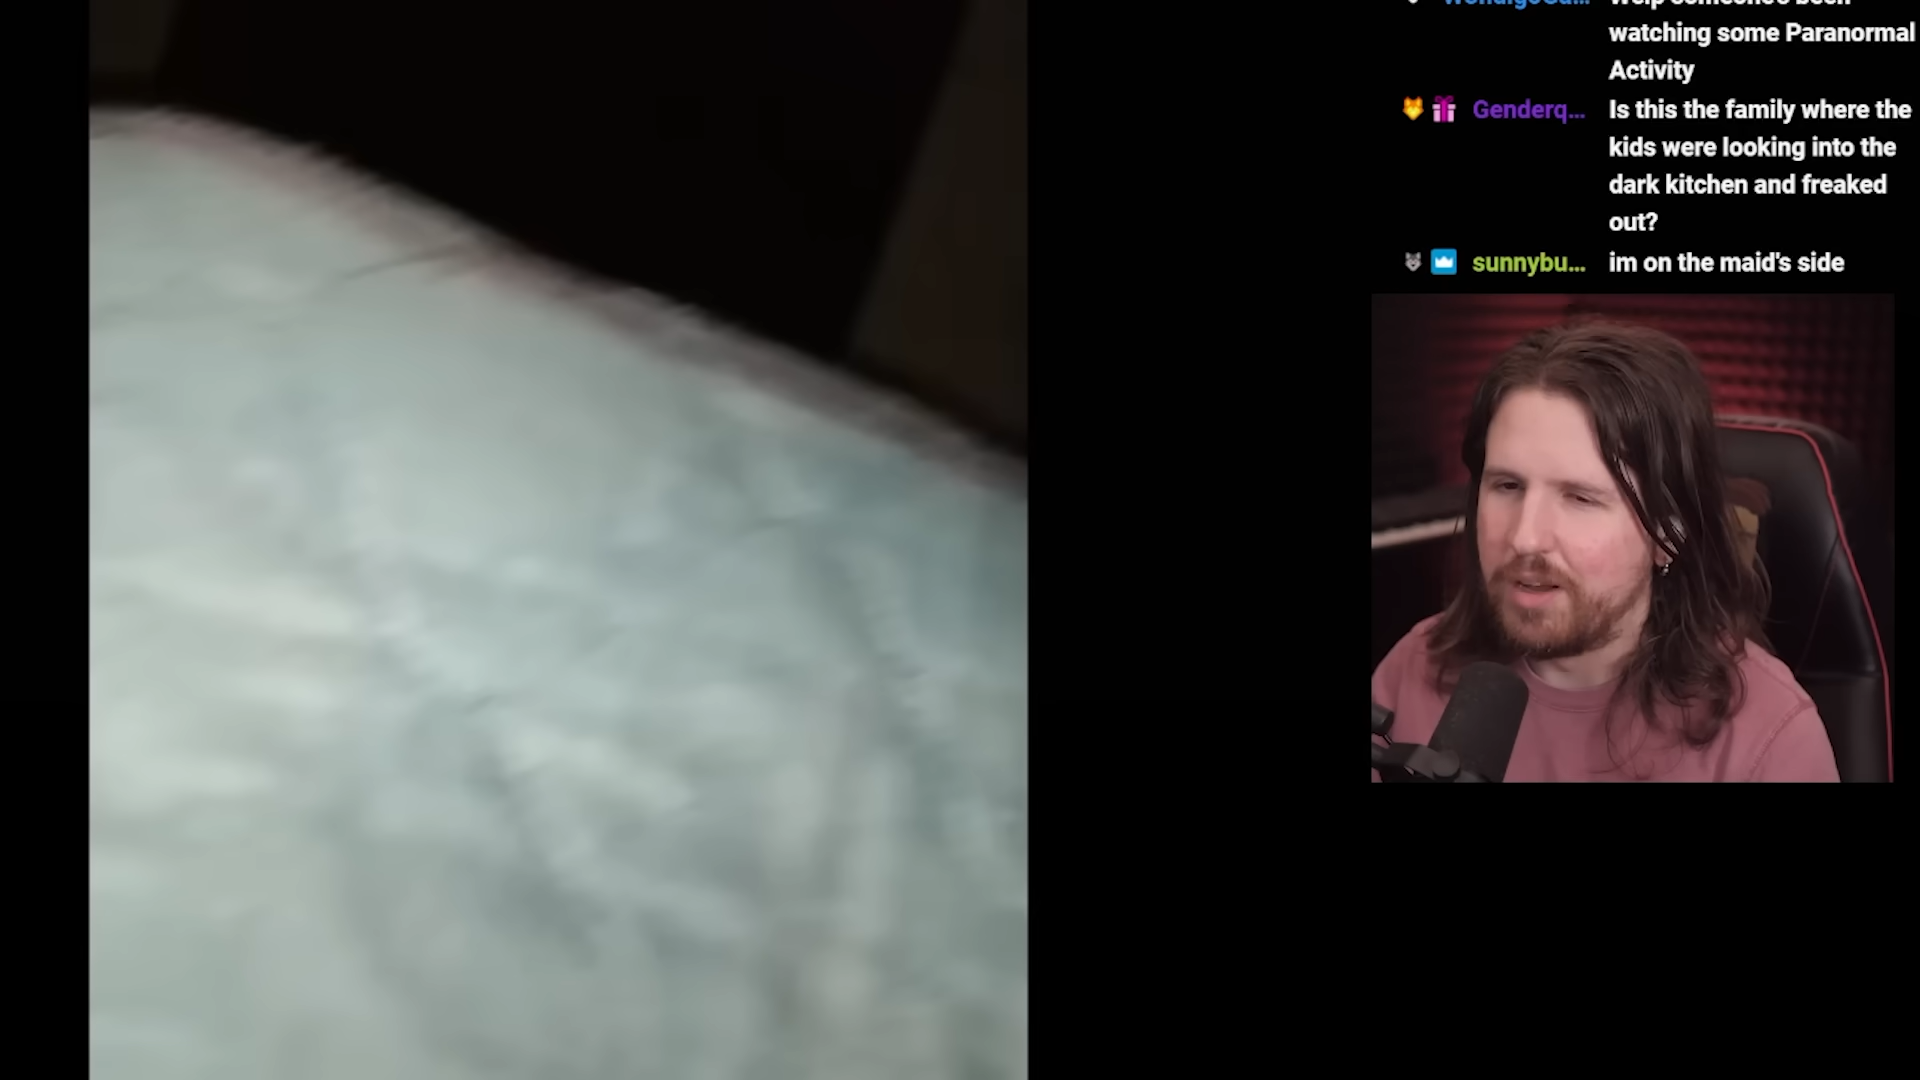 watching some Paranormal
Activity
Genderq... Is this the family where the
kids were looking into the
dark kitchen and freaked
out?
sunnybu... im on the maid's side